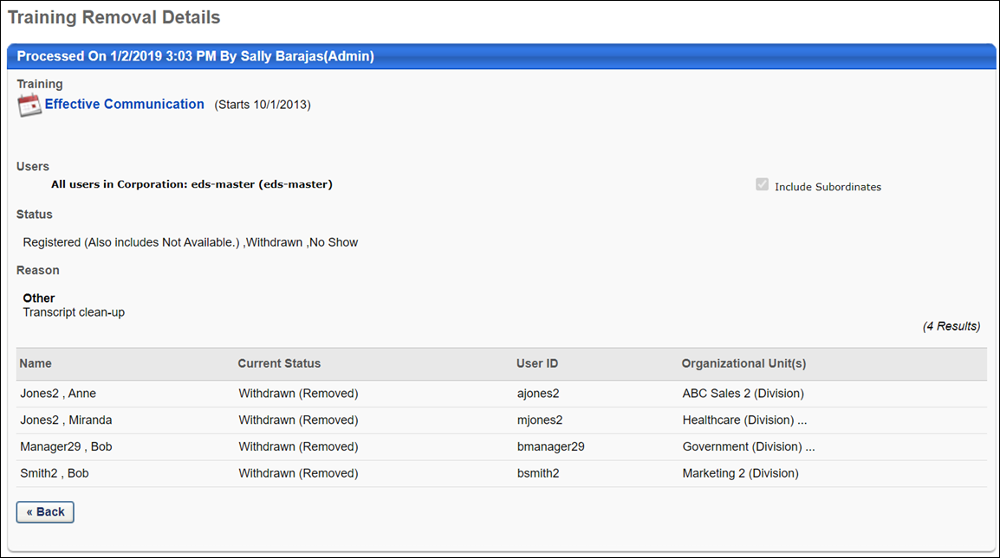 Training Removal Details
Processed On 1/2/2019 3:03 PM By Sally Barajas(Admin)
Training
Effective Communication (Starts 10/1/2013)
Users
All users in Corporation: eds-master (eds-master) Include Subordinates
Status
Registered (Also includes Not Available.) ,Withdrawn ,No Show
Reason
Other
Transcript clean-up
(4 Results)
Name Current Status User ID Organizational Unit(s)
Jones2 , Anne Withdrawn (Removed) ajones2 ABC Sales 2 (Division)
Jones2 , Miranda Withdrawn (Removed) mjones2 Healthcare (Division) ...
Manager29 , Bob Withdrawn (Removed) bmanager29 Government (Division) ...
Smith2 , Bob Withdrawn (Removed) bsmith2 Marketing 2 (Division)
« Back